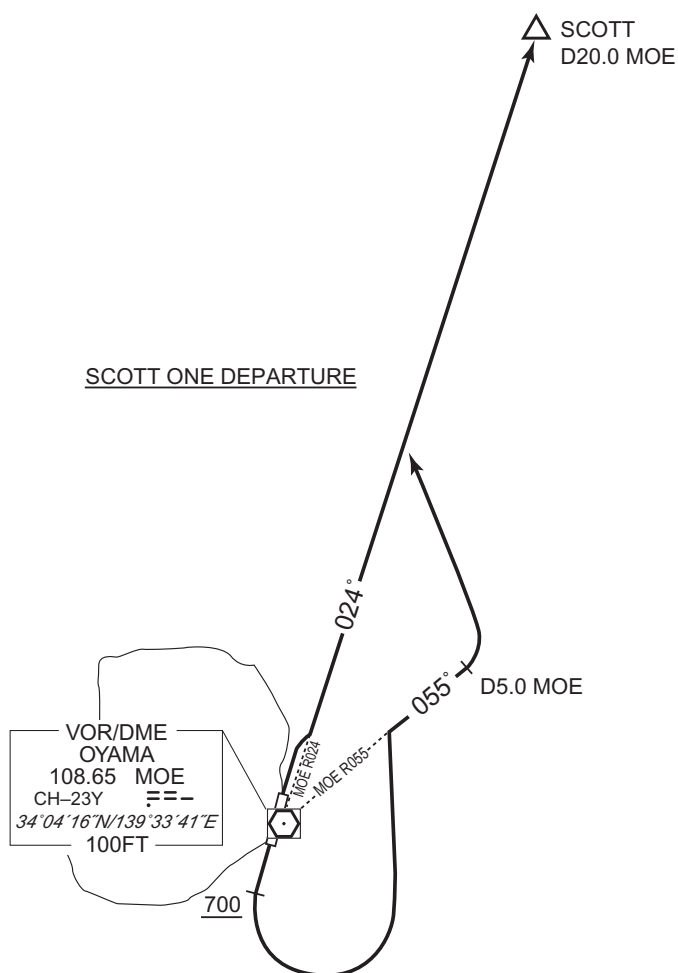 SCOTT
D20.0 MOE
SCOTT ONE DEPARTURE
024°
055°
D5.0 MOE
MOE R024
MOE R055
VOR/DME
OYAMA
108.65 MOE
CH–23Y
34°04´16˝N/139°33´41˝E
100FT
700